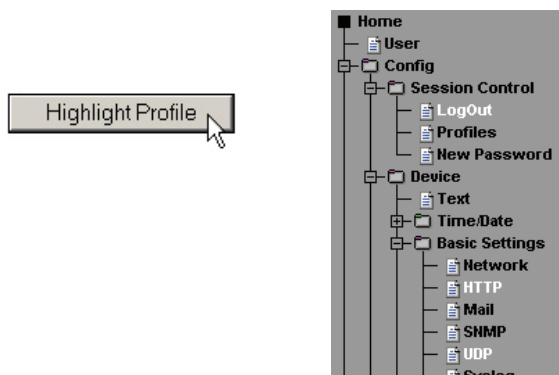 Highlight Profile
Home
User
Config
Session Control
LogOut
Profiles
New Password
Device
Text
Time/Date
Basic Settings
Network
HTTP
Mail
SNMP
UDP
Syslog